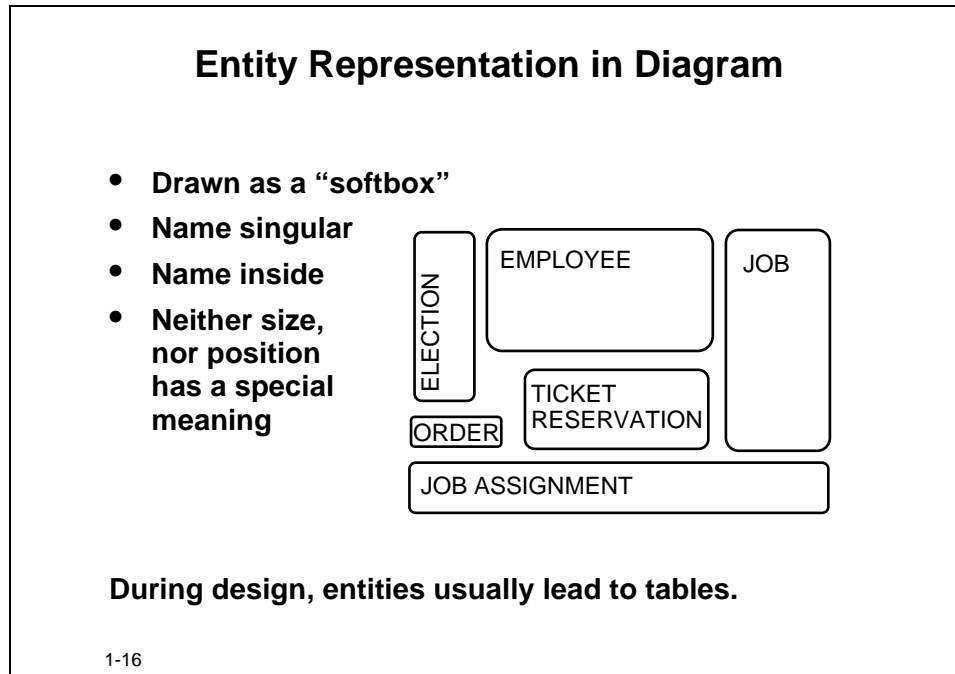 Entity Representation in Diagram
• Drawn as a “softbox”
• Name singular
• Name inside
• Neither size,
nor position
has a special
meaning
ELECTION
EMPLOYEE
JOB
TICKET
RESERVATION
ORDER
JOB ASSIGNMENT
During design, entities usually lead to tables.
1-16